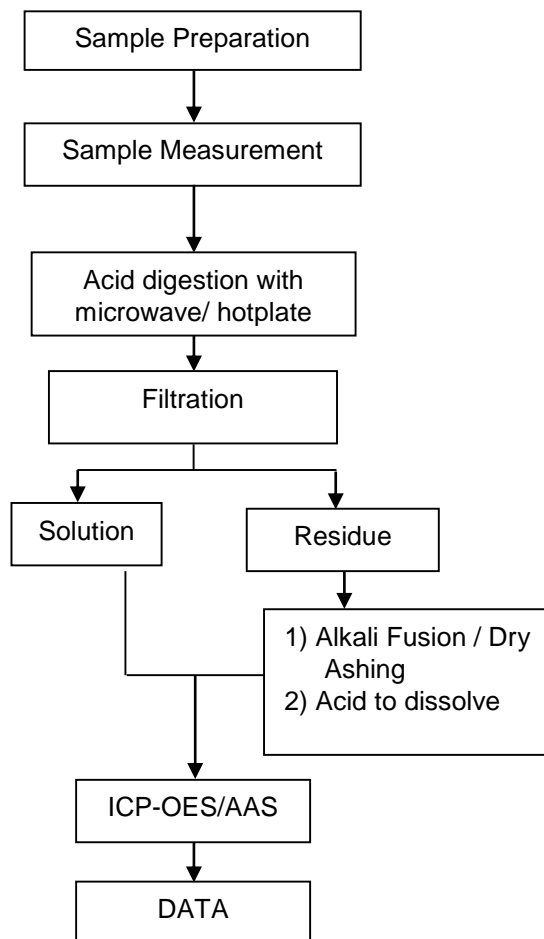 Sample Preparation
Sample Measurement
Acid digestion with
microwave/ hotplate
Filtration
Solution
Residue
1) Alkali Fusion / Dry
Ashing
2) Acid to dissolve
ICP-OES/AAS
DATA